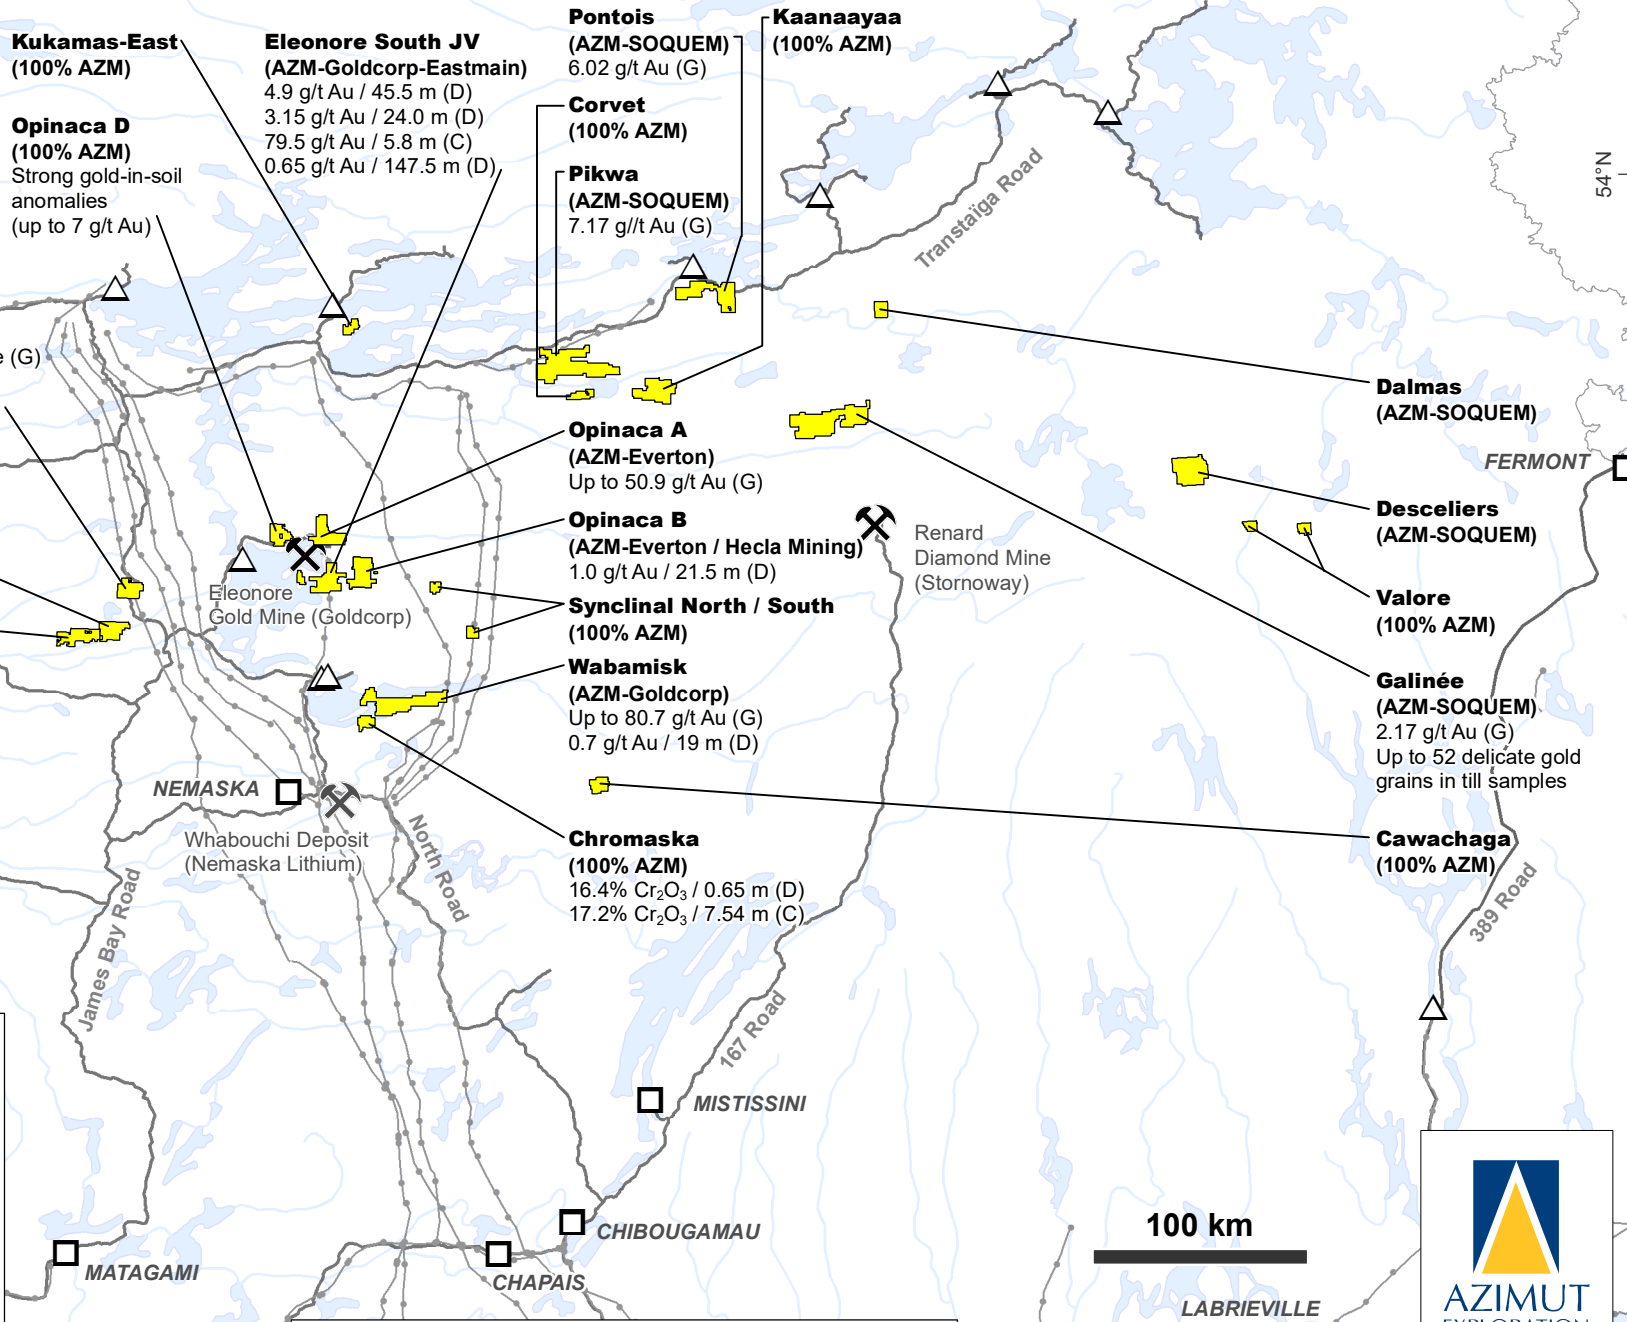 Kukamas-East
(100% AZM)
Opinaca D
(100% AZM)
Strong gold-in-soil
anomalies
(up to 7 g/t Au)
Eleonore South JV
(AZM-Goldcorp-Eastmain)
4.9 g/t Au / 45.5 m (D)
3.15 g/t Au / 24.0 m (D)
79.5 g/t Au / 5.8 m (C)
0.65 g/t Au / 147.5 m (D)
Pontois
(AZM-SOQUEM)
6.02 g/t Au (G)
Corvet
(100% AZM)
Pikwa
(AZM-SOQUEM)
7.17 g//t Au (G)
Kaanaayaa
(100% AZM)
Transtaïga Road
54°N
e (G)
Opinaca A
(AZM-Everton)
Up to 50.9 g/t Au (G)
Opinaca B
(AZM-Everton / Hecla Mining)
1.0 g/t Au / 21.5 m (D)
Synclinal North / South
(100% AZM)
Wabamisk
(AZM-Goldcorp)
Up to 80.7 g/t Au (G)
0.7 g/t Au / 19 m (D)
Chromaska
(100% AZM)
16.4% Cr₂O₃ / 0.65 m (D)
17.2% Cr₂O₃ / 7.54 m (C)
Eleonore
Gold Mine (Goldcorp)
Renard
Diamond Mine
(Stornoway)
Dalmas
(AZM-SOQUEM)
FERMONT
Desceliers
(AZM-SOQUEM)
Valore
(100% AZM)
Galinée
(AZM-SOQUEM)
2.17 g/t Au (G)
Up to 52 delicate gold
grains in till samples
Cawachaga
(100% AZM)
NEMASKA
Whabouchi Deposit
(Nemaska Lithium)
North Road
James Bay Road
167 Road
389 Road
MISTISSINI
CHIBOUGAMAU
CHAPAIS
MATAGAMI
100 km
LABRIEVILLE
AZIMUT
EXPLORATION